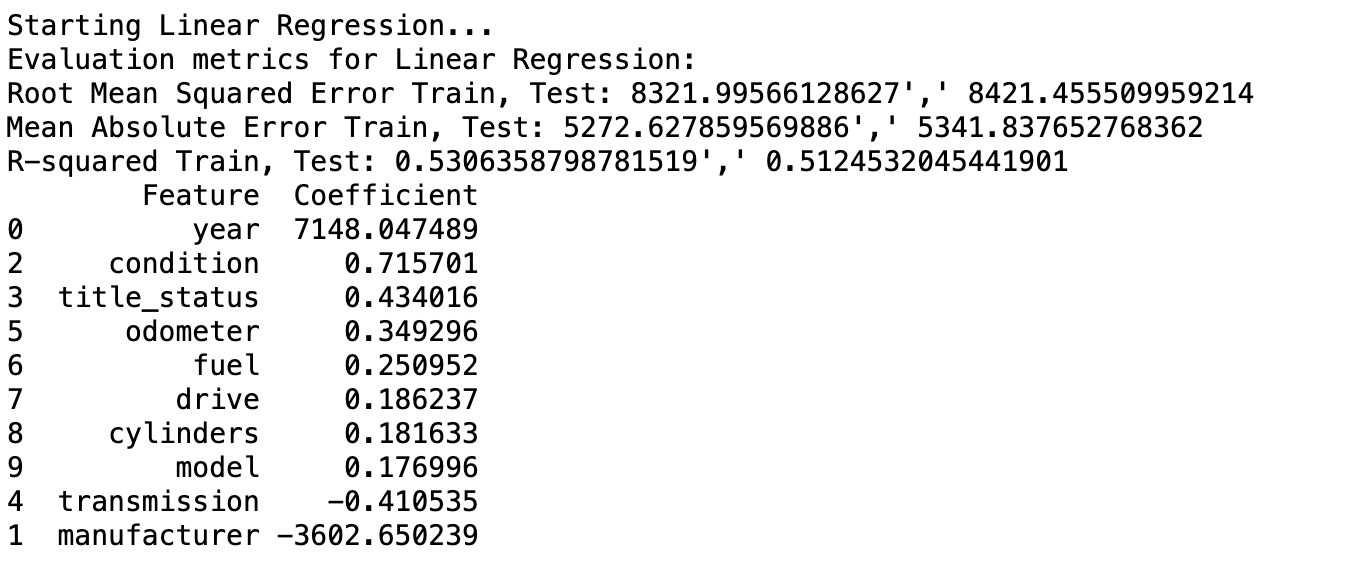 Starting Linear Regression...
Evaluation metrics for Linear Regression:
Root Mean Squared Error Train, Test: 8321.99566128627',' 8421.455509959214
Mean Absolute Error Train, Test: 5272.627859569886',' 5341.837652768362
R-squared Train, Test: 0.5306358798781519',' 0.5124532045441901
Feature Coefficient
0 year 7148.047489
2 condition 0.715701
3 title_status 0.434016
5 odometer 0.349296
6 fuel 0.250952
7 drive 0.186237
8 cylinders 0.181633
9 model 0.176996
4 transmission -0.410535
1 manufacturer -3602.650239